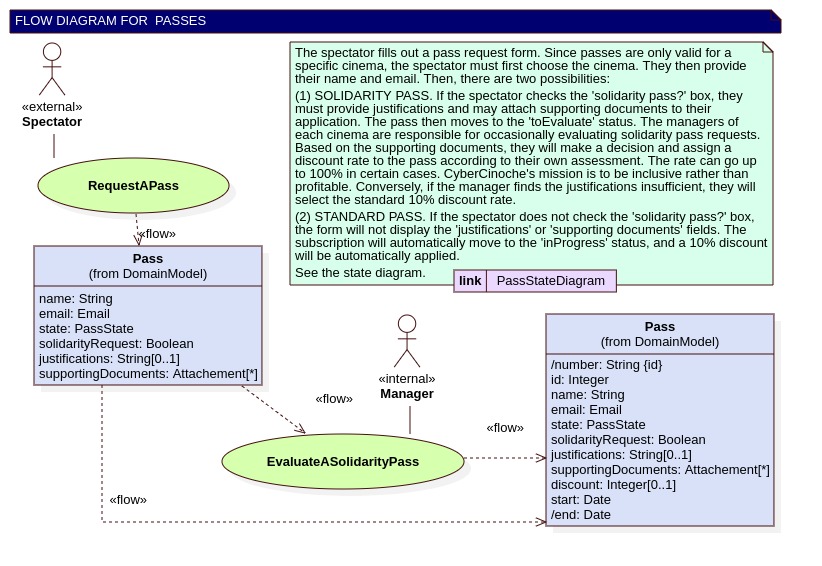 FLOW DIAGRAM FOR  PASSES
«external»
Spectator
The spectator fills out a pass request form. Since passes are only valid for a
specific cinema, the spectator must first choose the cinema. They then provide
their name and email. Then, there are two possibilities:
(1) SOLIDARITY PASS. If the spectator checks the 'solidarity pass?' box, they
must provide justifications and may attach supporting documents to their
application. The pass then moves to the 'toEvaluate' status. The managers of
each cinema are responsible for occasionally evaluating solidarity pass requests.
Based on the supporting documents, they will make a decision and assign a
discount rate to the pass according to their own assessment. The rate can go up
to 100% in certain cases. CyberCinoche's mission is to be inclusive rather than
profitable. Conversely, if the manager finds the justifications insufficient, they will
select the standard 10% discount rate.
(2) STANDARD PASS. If the spectator does not check the 'solidarity pass?' box,
the form will not display the 'justifications' or 'supporting documents' fields. The
subscription will automatically move to the 'inProgress' status, and a 10% discount
will be automatically applied.
See the state diagram.
link PassStateDiagram
RequestAPass
«flow»
Pass
(from DomainModel)
name: String
email: Email
state: PassState
solidarityRequest: Boolean
justifications: String[0..1]
supportingDocuments: Attachement[*]
«internal»
Manager
«flow»
EvaluateASolidarityPass
«flow»
«flow»
Pass
(from DomainModel)
/number: String {id}
id: Integer
name: String
email: Email
state: PassState
solidarityRequest: Boolean
justifications: String[0..1]
supportingDocuments: Attachement[*]
discount: Integer[0..1]
start: Date
/end: Date